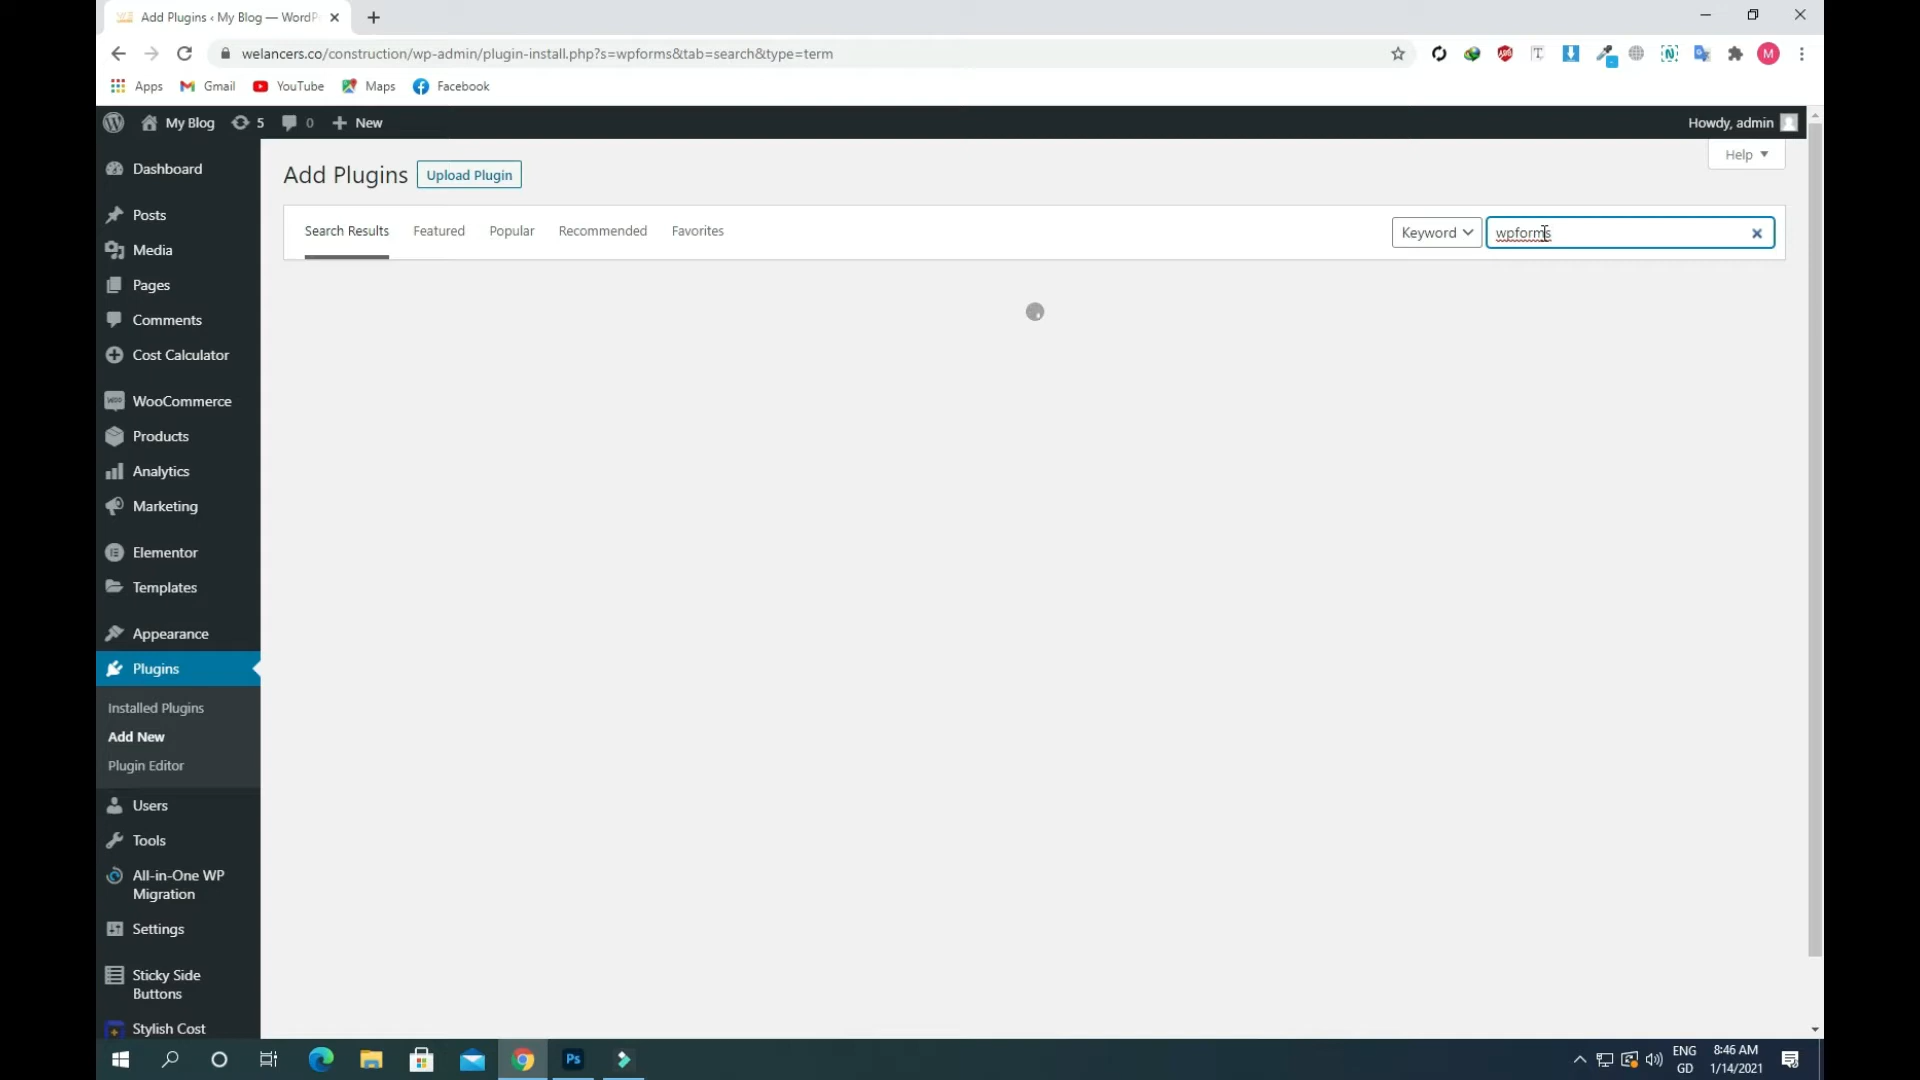 Add Plugins ‹ My Blog — WordP
welancers.co/construction/wp-admin/plugin-install.php?s=wpforms&tab=search&type=term
M
Apps
Gmail
YouTube
Maps
Facebook
My Blog
5
0
New
Howdy, admin
Dashboard
Posts
Media
Pages
Comments
Cost Calculator
WooCommerce
Products
Analytics
Marketing
Elementor
Templates
Appearance
Plugins
Installed Plugins
Add New
Plugin Editor
Users
Tools
All-in-One WP
Migration
Settings
Sticky Side
Buttons
Stylish Cost
Add Plugins
Upload Plugin
Help
Search Results
Featured
Popular
Recommended
Favorites
Keyword
wpforms
Ps
ENG
GD
8:46 AM
1/14/2021